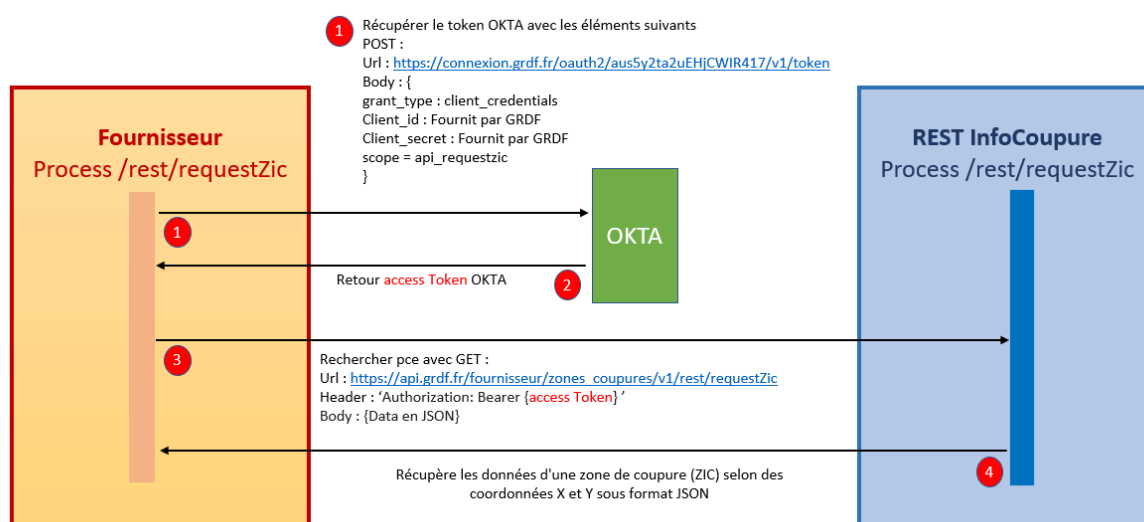 1 Récupérer le token OKTA avec les éléments suivants
POST :
Url : https://connexion.grdf.fr/oauth2/aus5y2ta2uEHjCWIR417/v1/token
Body : {
grant_type : client_credentials
Client_id : Fournit par GRDF
Client_secret : Fournit par GRDF
scope = api_requestzic
}
Fournisseur
Process /rest/requestZic
REST InfoCoupure
Process /rest/requestZic
1
OKTA
Retour access Token OKTA
2
3
Rechercher pce avec GET :
Url : https://api.grdf.fr/fournisseur/zones_coupures/v1/rest/requestZic
Header : ‘Authorization: Bearer {access Token} ’
Body : {Data en JSON}
4
Récupère les données d'une zone de coupure (ZIC) selon des
coordonnées X et Y sous format JSON